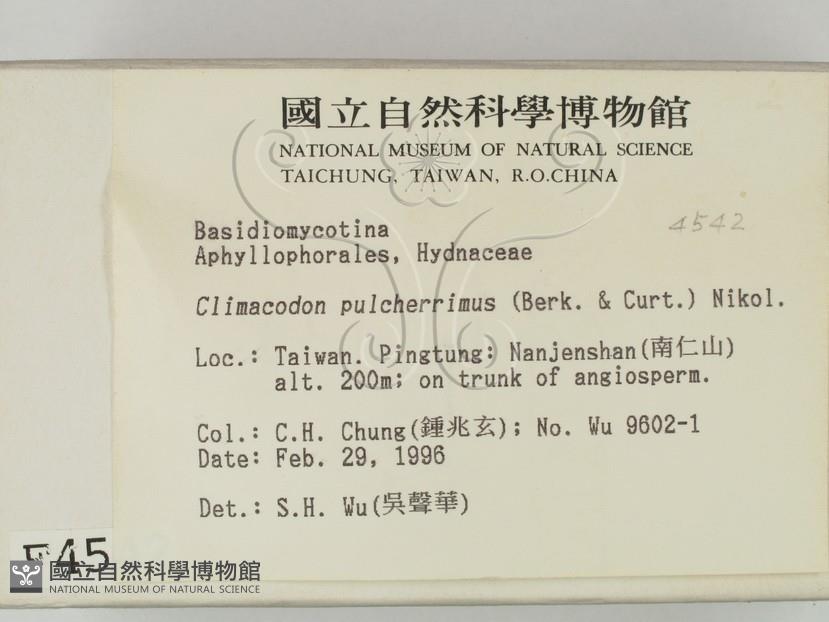 國立自然科學博物館
NATIONAL MUSEUM OF NATURAL SCIENCE
TAICHUNG, TAIWAN, R.O.CHINA
4542
Basidiomycotina
Aphyllophorales, Hydnaceae
Climacodon pulcherrimus (Berk. & Curt.) Nikol.
Loc.: Taiwan. Pingtung: Nanjenshan(南仁山)
alt. 200m; on trunk of angiosperm.
Col.: C.H. Chung(鍾兆玄); No. Wu 9602-1
Date: Feb. 29, 1996
Det.: S.H. Wu(吳聲華)
F45
國立自然科學博物館
NATIONAL MUSEUM OF NATURAL SCIENCE